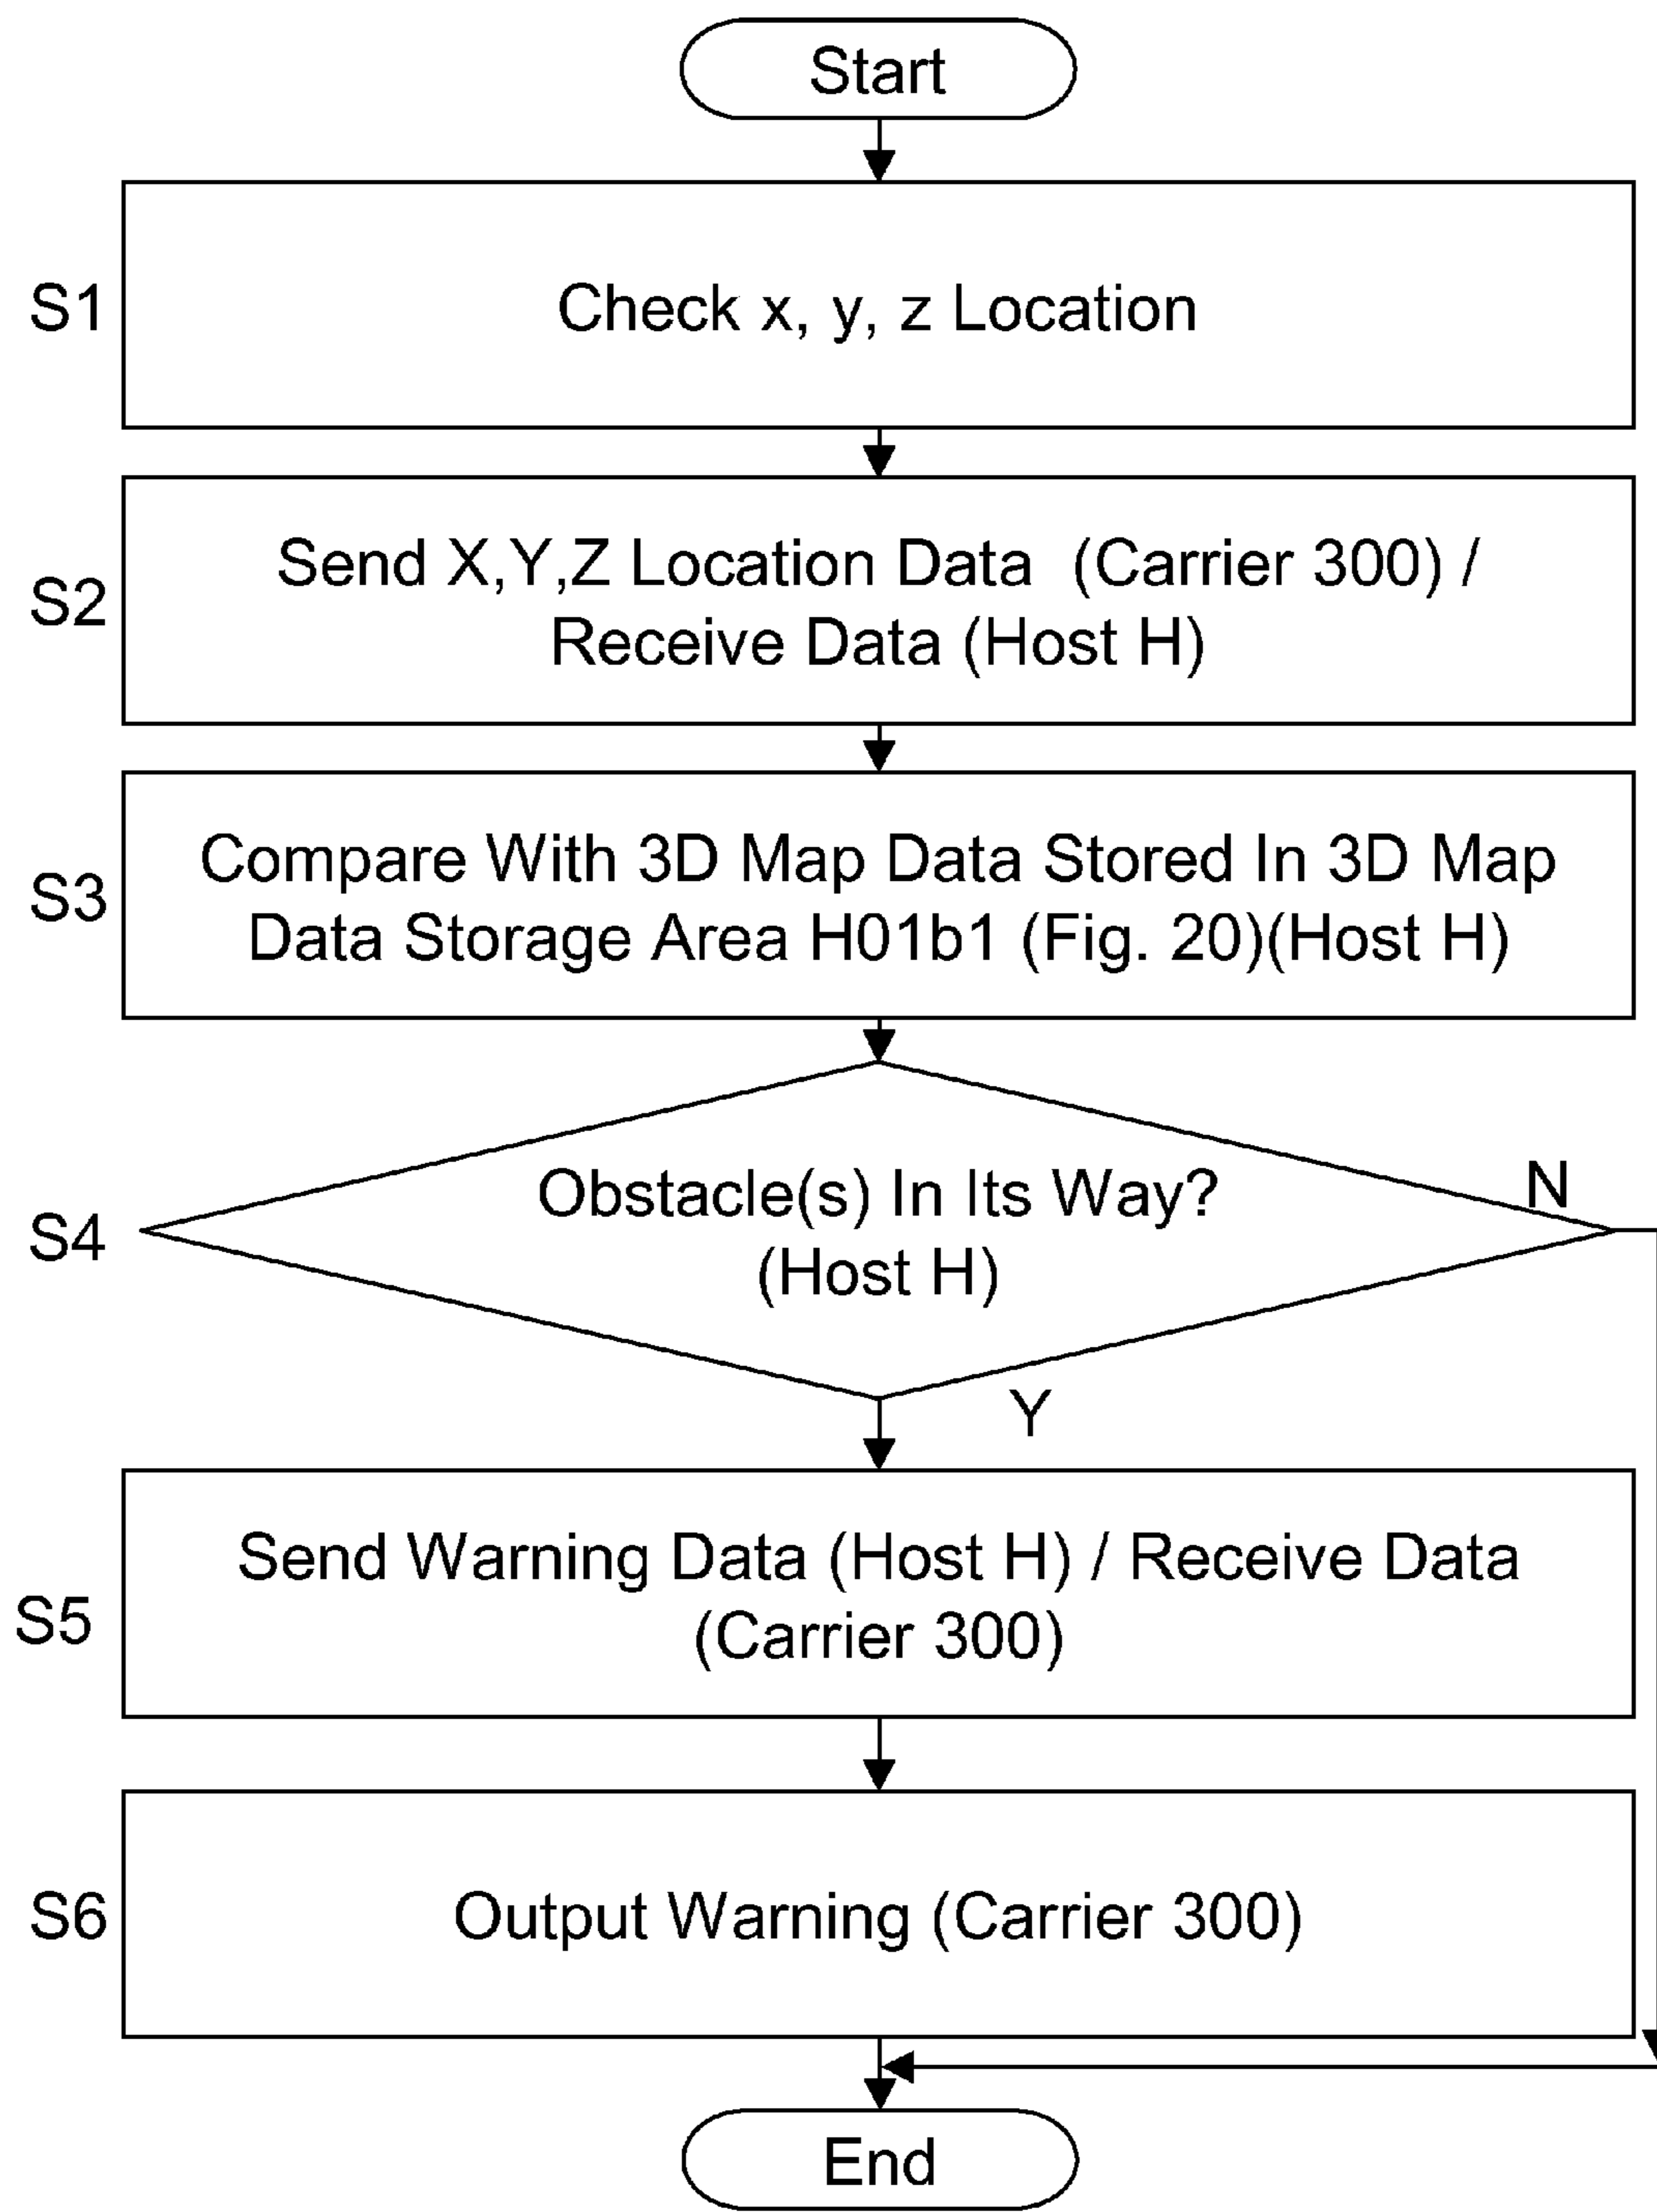 Start
S1
Check x, y, z Location
S2
Send X,Y,Z Location Data (Carrier 300) /
Receive Data (Host H)
S3
Compare With 3D Map Data Stored In 3D Map
Data Storage Area H01b1 (Fig. 20)(Host H)
S4
Obstacle(s) In Its Way?
(Host H)
N
Y
S5
Send Warning Data (Host H) / Receive Data
(Carrier 300)
S6
Output Warning (Carrier 300)
End